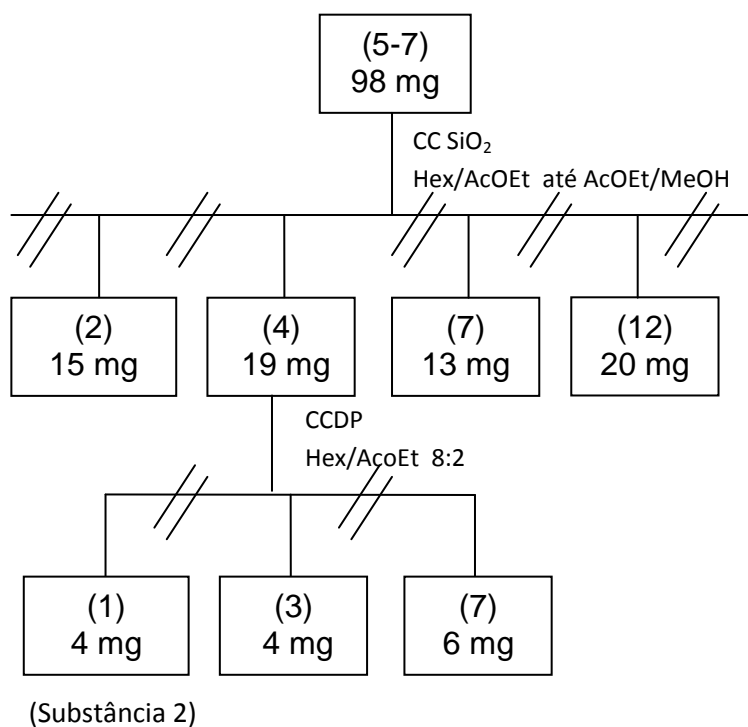 (5-7)
98 mg
CC SiO₂
Hex/AcOEt até AcOEt/MeOH
(2)
15 mg
(4)
19 mg
(7)
13 mg
(12)
20 mg
CCDP
Hex/AcoEt 8:2
(1)
4 mg
(3)
4 mg
(7)
6 mg
(Substância 2)